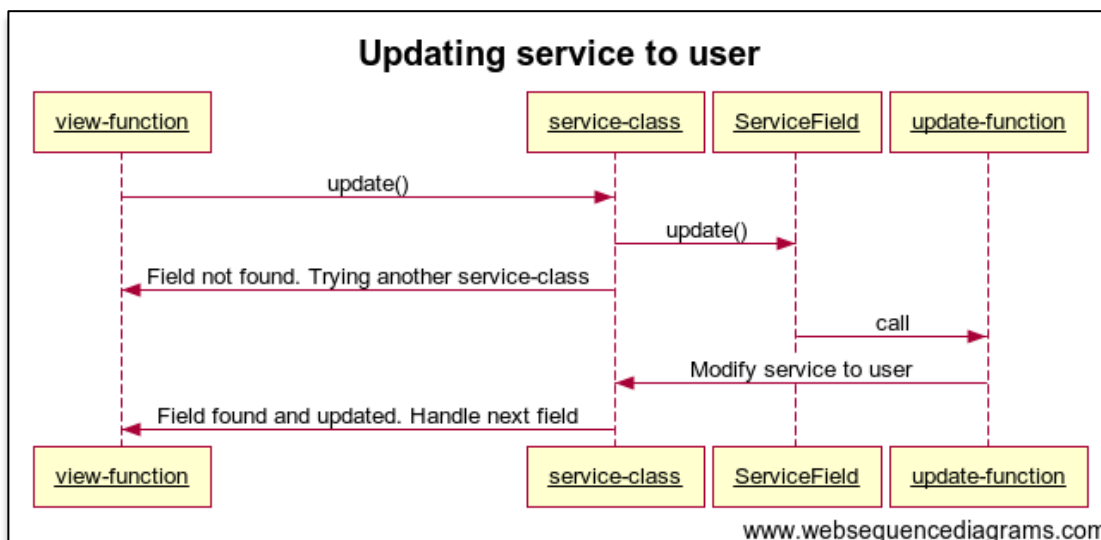 Updating service to user
view-function
service-class
ServiceField
update-function
update()
update()
Field not found. Trying another service-class
call
Modify service to user
Field found and updated. Handle next field
view-function
service-class
ServiceField
update-function
www.websequencediagrams.com